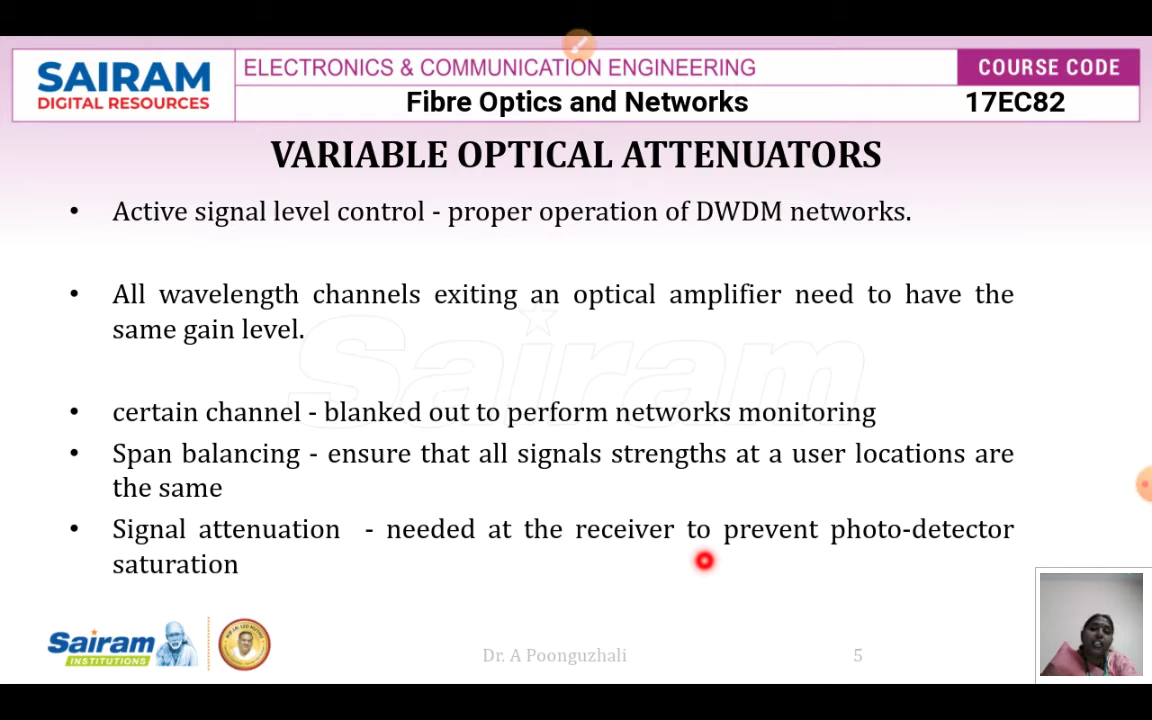 SAIRAM
DIGITAL RESOURCES
ELECTRONICS & COMMUNICATION ENGINEERING
COURSE CODE
Fibre Optics and Networks
17EC82
VARIABLE OPTICAL ATTENUATORS
• Active signal level control - proper operation of DWDM networks.
• All wavelength channels exiting an optical amplifier need to have the
same gain level.
Sairam
• certain channel - blanked out to perform networks monitoring
• Span balancing - ensure that all signals strengths at a user locations are
the same
• Signal attenuation - needed at the receiver to prevent photo-detector
saturation
Sairam
INSTITUTIONS
Dr. A Poonguzhali
5